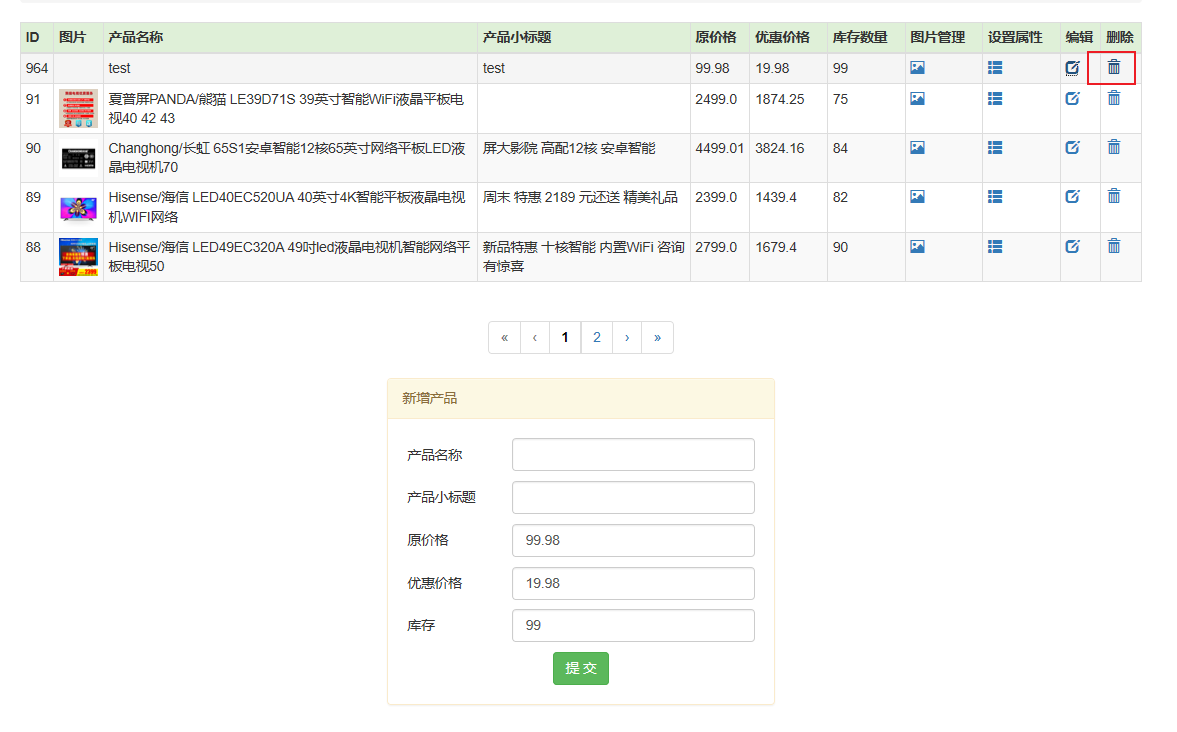 ID 图片 产品名称 产品小标题 原价格 优惠价格 库存数量 图片管理 设置属性 编辑 删除
964 test test 99.98 19.98 99
91 夏普屏PANDA/熊猫 LE39D71S 39英寸智能WiFi液晶平板电 2499.0 1874.25 75
视40 42 43
90 Changhong/长虹 65S1安卓智能12核65英寸网络平板LED液 屏大影院 高配12核 安卓智能 4499.01 3824.16 84
晶电视机70
89 Hisense/海信 LED40EC520UA 40英寸4K智能平板液晶电视 周末 特惠 2189 元还送 精美礼品 2399.0 1439.4 82
机WIFI网络
88 Hisense/海信 LED49EC320A 49吋led液晶电视机智能网络平 新品特惠 十核智能 内置WiFi 咨询 2799.0 1679.4 90
板电视50 有惊喜
« ‹ 1 2 › »
新增产品
产品名称
产品小标题
原价格 99.98
优惠价格 19.98
库存 99
提 交